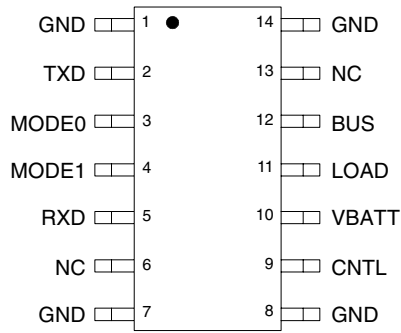 GND 1 14 GND
TXD 2 13 NC
MODE0 3 12 BUS
MODE1 4 11 LOAD
RXD 5 10 VBATT
NC 6 9 CNTL
GND 7 8 GND